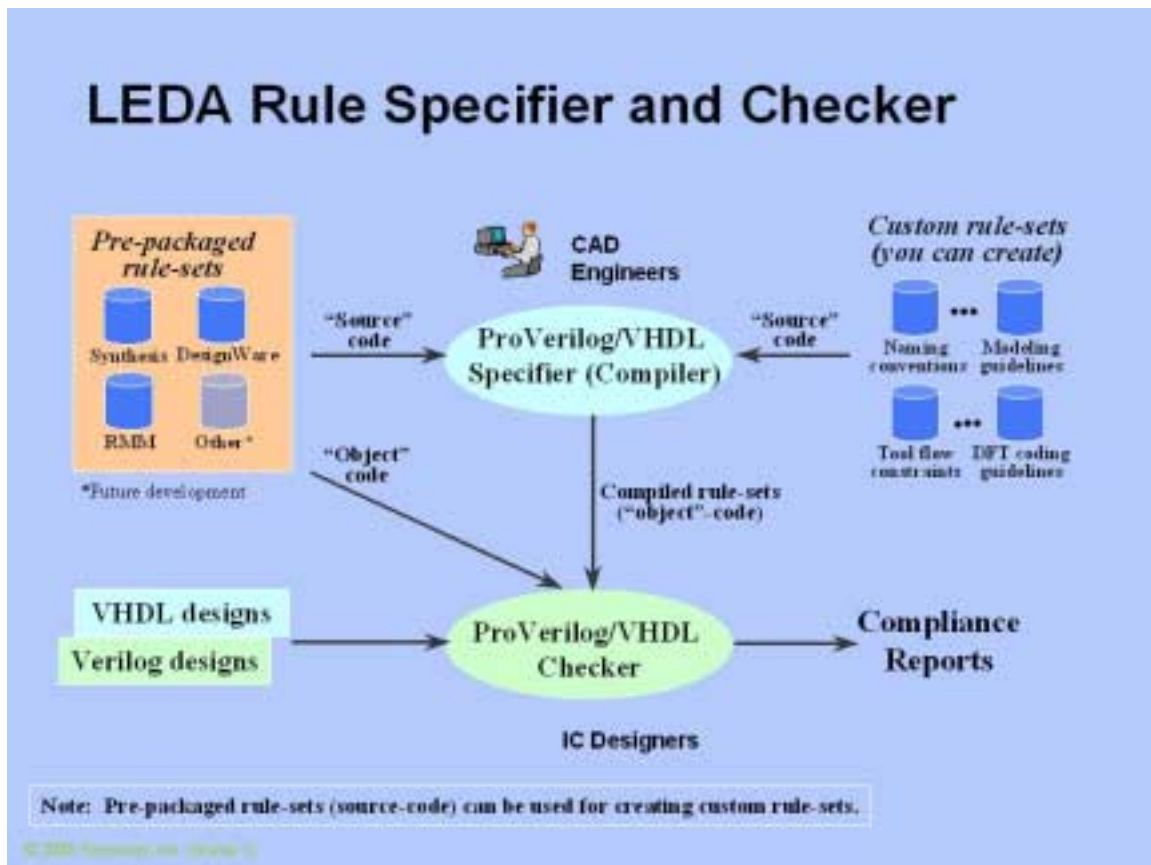 LEDA Rule Specifier and Checker
Pre-packaged
rule-sets
Synthesis DesignWare
RMM Other*
*Future development
"Source"
code
CAD
Engineers
ProVerilog/VHDL
Specifier (Compiler)
"Source"
code
Custom rule-sets
(you can create)
•••
Naming
conventions
Modeling
guidelines
•••
Tool flow
constraints
DFT coding
guidelines
"Object"
code
Compiled rule-sets
("object"-code)
VHDL designs
Verilog designs
ProVerilog/VHDL
Checker
Compliance
Reports
IC Designers
Note: Pre-packaged rule-sets (source-code) can be used for creating custom rule-sets.